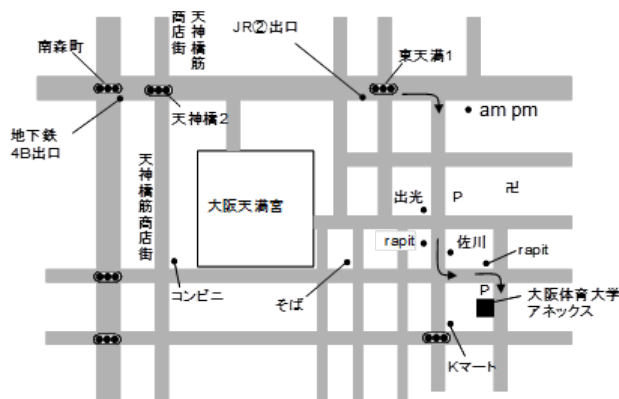 天神橋筋
商店街
JR②出口
南森町
東天満1
am pm
地下鉄
4B出口
天神橋2
天神橋筋商店街
大阪天満宮
出光
P
卍
rapit
佐川
rapit
コンビニ
そば
P
大阪体育大学
アネックス
Kマート